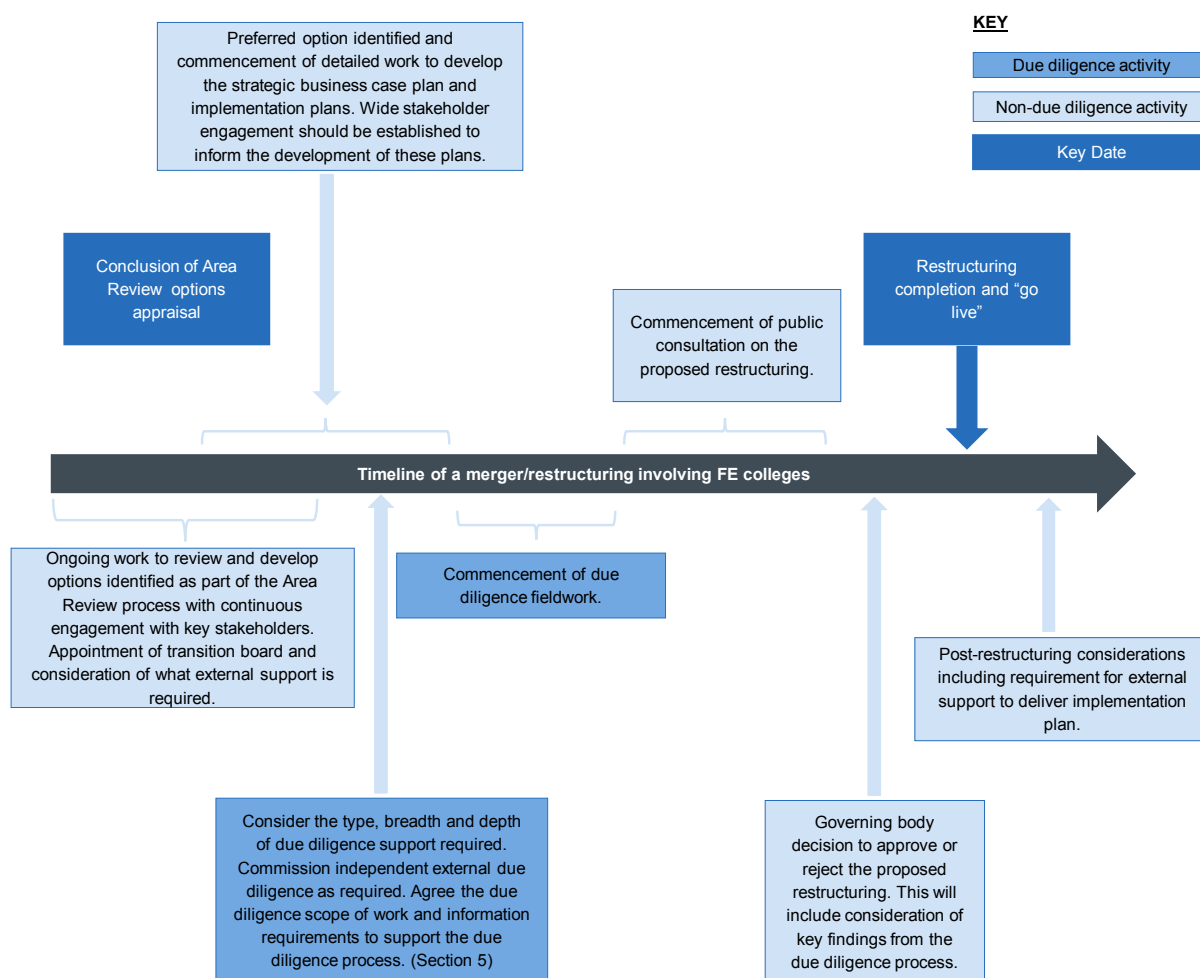 Preferred option identified and
commencement of detailed work to develop
the strategic business case plan and
implementation plans. Wide stakeholder
engagement should be established to
inform the development of these plans.
KEY
Due diligence activity
Non-due diligence activity
Key Date
Conclusion of Area
Review options
appraisal
Commencement of public
consultation on the
proposed restructuring.
Restructuring
completion and “go
live”
Timeline of a merger/restructuring involving FE colleges
Ongoing work to review and develop
options identified as part of the Area
Review process with continuous
engagement with key stakeholders.
Appointment of transition board and
consideration of what external support is
required.
Commencement of due
diligence fieldwork.
Post-restructuring considerations
including requirement for external
support to deliver implementation
plan.
Consider the type, breadth and depth
of due diligence support required.
Commission independent external due
diligence as required. Agree the due
diligence scope of work and information
requirements to support the due
diligence process. (Section 5)
Governing body
decision to approve or
reject the proposed
restructuring. This will
include consideration of
key findings from the
due diligence process.